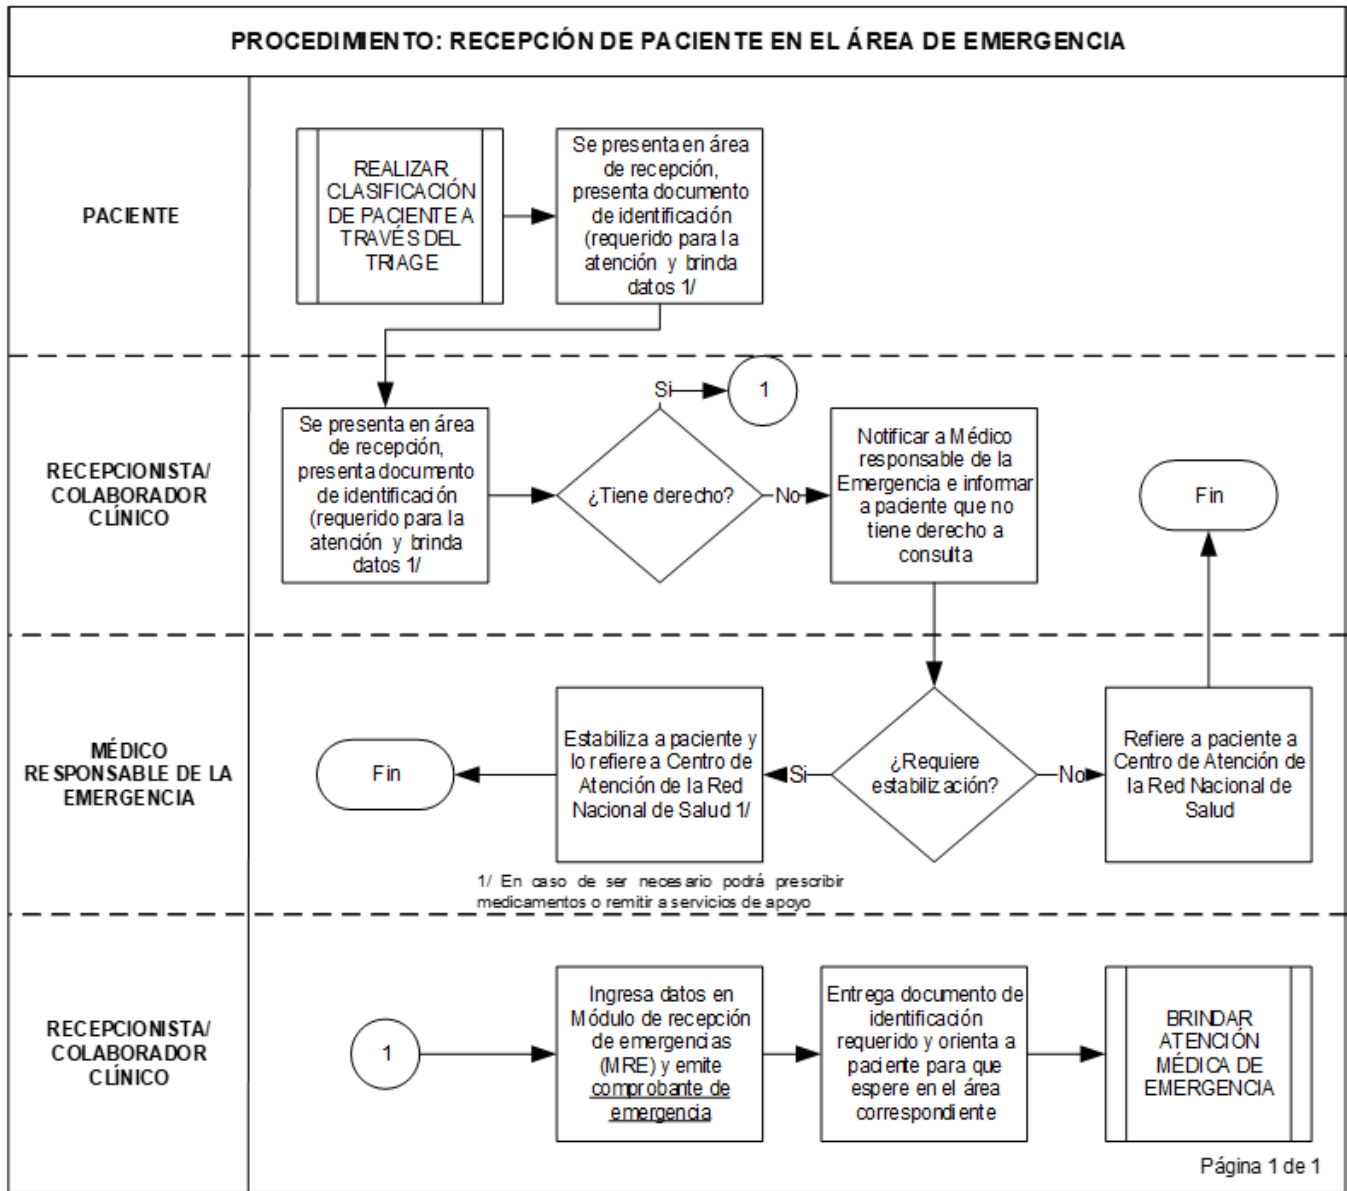 PROCEDIMIENTO: RECEPCIÓN DE PACIENTE EN EL ÁREA DE EMERGENCIA
PACIENTE
REALIZAR
CLASIFICACIÓN
DE PACIENTE A
TRAVÉS DEL
TRIAGE
Se presenta en área
de recepción,
presenta documento
de identificación
(requerido para la
atención y brinda
datos 1/
RECEPCIONISTA/
COLABORADOR
CLÍNICO
Se presenta en área
de recepción,
presenta documento
de identificación
(requerido para la
atención y brinda
datos 1/
¿Tiene derecho?
Si
1
No
Notificar a Médico
responsable de la
Emergencia e informar
a paciente que no
tiene derecho a
consulta
Fin
MÉDICO
RESPONSABLE DE LA
EMERGENCIA
Fin
Estabiliza a paciente y
lo refiere a Centro de
Atención de la Red
Nacional de Salud 1/
Si
¿Requiere
estabilización?
No
Refiere a paciente a
Centro de Atención de
la Red Nacional de
Salud
1/ En caso de ser necesario podrá prescribir
medicamentos o remitir a servicios de apoyo
RECEPCIONISTA/
COLABORADOR
CLÍNICO
1
Ingresa datos en
Módulo de recepción
de emergencias
(MRE) y emite
comprobante de
emergencia
Entrega documento de
identificación
requerido y orienta a
paciente para que
espere en el área
correspondiente
BRINDAR
ATENCIÓN
MÉDICA DE
EMERGENCIA
Página 1 de 1